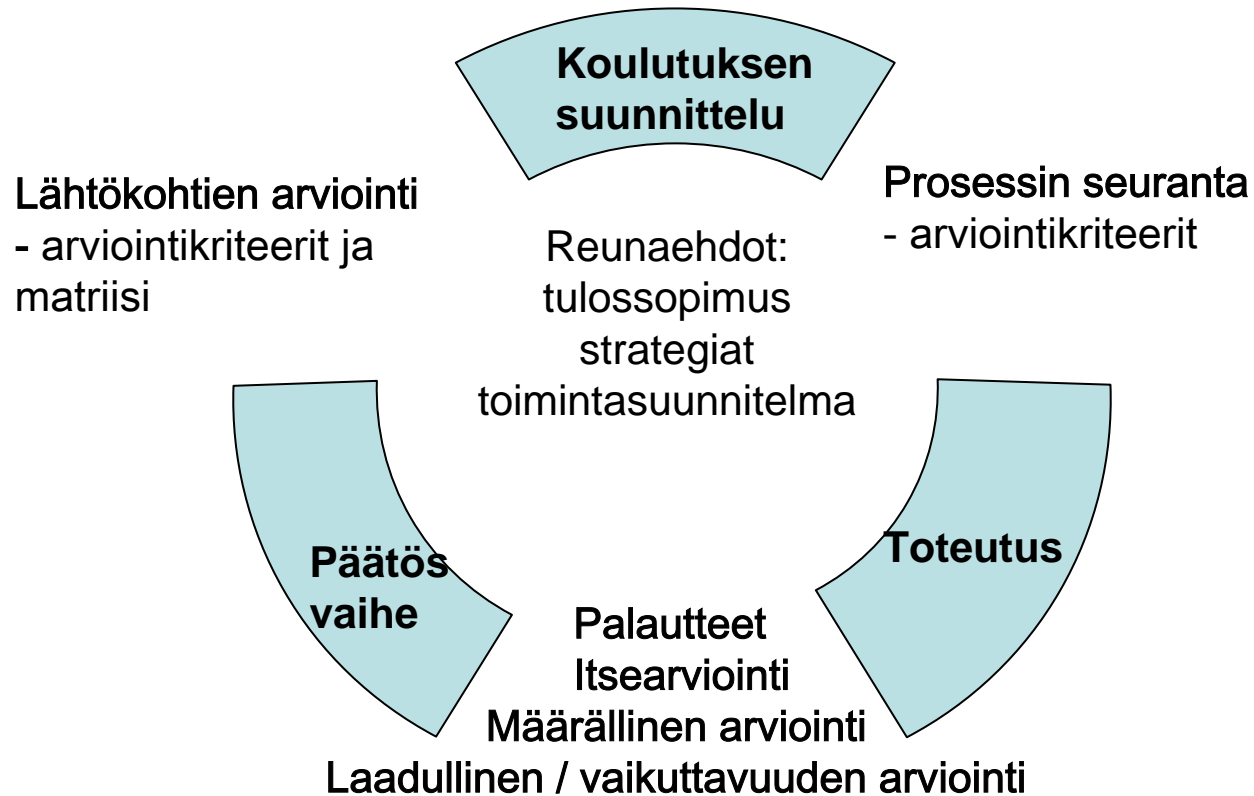 Koulutuksen
suunnittelu
Lähtökohtien arviointi
- arviointikriteerit ja
matriisi
Prosessin seuranta
- arviointikriteerit
Reunaehdot:
tulossopimus
strategiat
toimintasuunnitelma
Päätös
vaihe
Toteutus
Palautteet
Itsearviointi
Määrällinen arviointi
Laadullinen / vaikuttavuuden arviointi